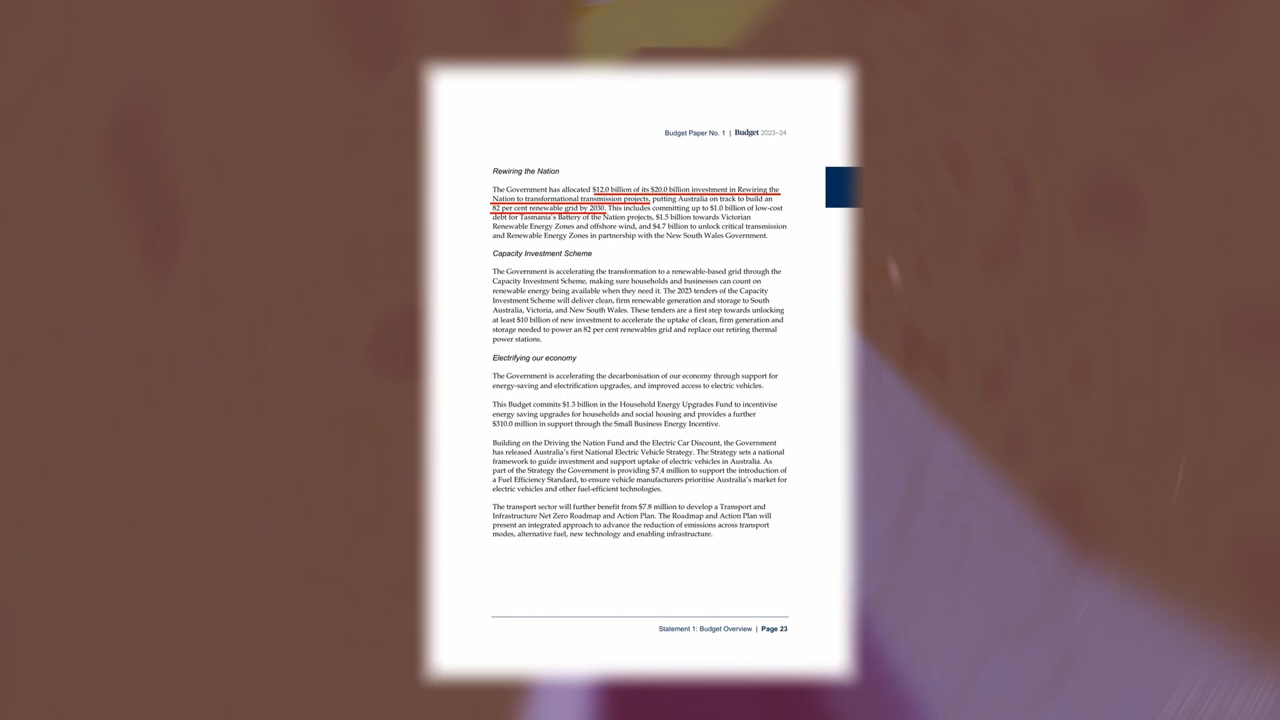 Budget Paper No. 1 | Budget 2023–24
Rewiring the Nation
The Government has allocated $12.0 billion of its $20.0 billion investment in Rewiring the
Nation to transformational transmission projects, putting Australia on track to build an
82 per cent renewable grid by 2030. This includes committing up to $1.0 billion of low-cost
debt for Tasmania's Battery of the Nation projects, $1.5 billion towards Victorian
Renewable Energy Zones and offshore wind, and $4.7 billion to unlock critical transmission
and Renewable Energy Zones in partnership with the New South Wales Government.
Capacity Investment Scheme
The Government is accelerating the transformation to a renewable-based grid through the
Capacity Investment Scheme, making sure households and businesses can count on
renewable energy being available when they need it. The 2023 tenders of the Capacity
Investment Scheme will deliver clean, firm renewable generation and storage to South
Australia, Victoria, and New South Wales. These tenders are a first step towards unlocking
at least $10 billion of new investment to accelerate the uptake of clean, firm generation and
storage needed to power an 82 per cent renewables grid and replace our retiring thermal
power stations.
Electrifying our economy
The Government is accelerating the decarbonisation of our economy through support for
energy-saving and electrification upgrades, and improved access to electric vehicles.
This Budget commits $1.3 billion in the Household Energy Upgrades Fund to incentivise
energy saving upgrades for households and social housing and provides a further
$310.0 million in support through the Small Business Energy Incentive.
Building on the Driving the Nation Fund and the Electric Car Discount, the Government
has released Australia's first National Electric Vehicle Strategy. The Strategy sets a national
framework to guide investment and support uptake of electric vehicles in Australia. As
part of the Strategy the Government is providing $7.4 million to support the introduction of
a Fuel Efficiency Standard, to ensure vehicle manufacturers prioritise Australia's market for
electric vehicles and other fuel-efficient technologies.
The transport sector will further benefit from $7.8 million to develop a Transport and
Infrastructure Net Zero Roadmap and Action Plan. The Roadmap and Action Plan will
present an integrated approach to advance the reduction of emissions across transport
modes, alternative fuel, new technology and enabling infrastructure.
Statement 1: Budget Overview | Page 23